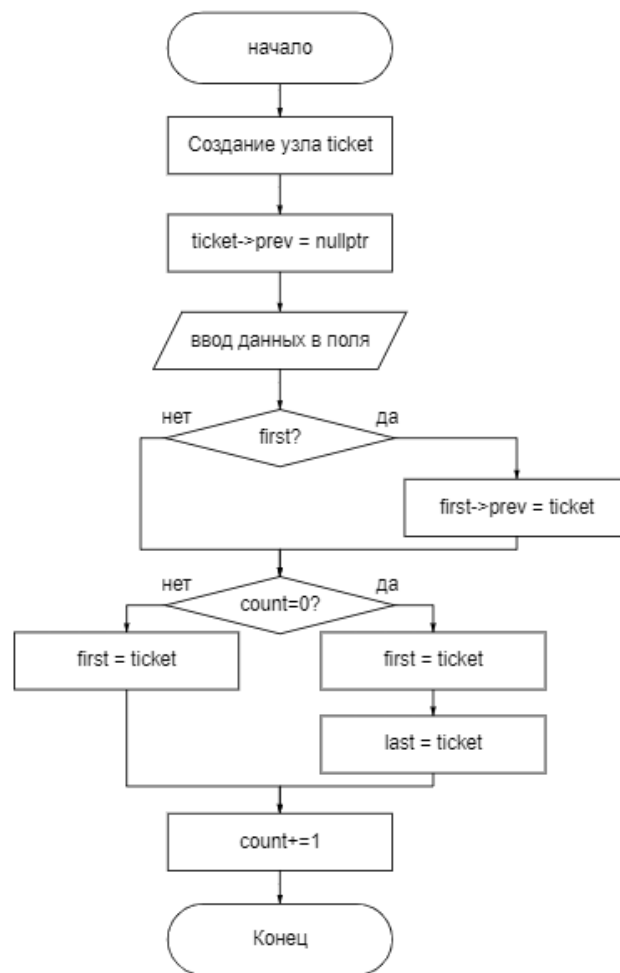 начало
Создание узла ticket
ticket->prev = nullptr
ввод данных в поля
нет
да
first?
first->prev = ticket
нет
да
count=0?
first = ticket
first = ticket
last = ticket
count+=1
Конец